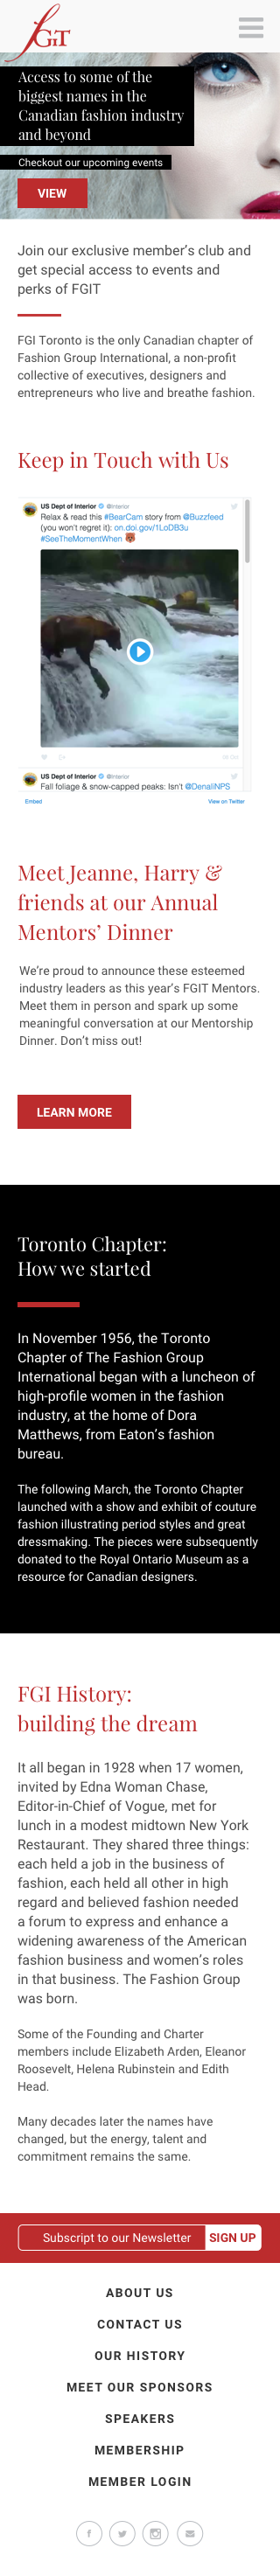 fGIT
Access to some of the
biggest names in the
Canadian fashion industry
and beyond
Checkout our upcoming events
VIEW
Join our exclusive member's club and
get special access to events and
perks of FGIT
FGI Toronto is the only Canadian chapter of
Fashion Group International, a non-profit
collective of executives, designers and
entrepreneurs who live and breathe fashion.
Keep in Touch with Us
US Dept of Interior @Interior
Relax & read this #BearCam story from @Buzzfeed
(you won't regret it): on.doi.gov/1LoDB3u
#SeeTheMomentWhen
US Dept of Interior @Interior
Fall foliage & snow-capped peaks: Isn't @DenaliNPS
Embed View on Twitter
Meet Jeanne, Harry &
friends at our Annual
Mentors' Dinner
We're proud to announce these esteemed
industry leaders as this year's FGIT Mentors.
Meet them in person and spark up some
meaningful conversation at our Mentorship
Dinner. Don't miss out!
LEARN MORE
Toronto Chapter:
How we started
In November 1956, the Toronto
Chapter of The Fashion Group
International began with a luncheon of
high-profile women in the fashion
industry, at the home of Dora
Matthews, from Eaton's fashion
bureau.
The following March, the Toronto Chapter
launched with a show and exhibit of couture
fashion illustrating period styles and great
dressmaking. The pieces were subsequently
donated to the Royal Ontario Museum as a
resource for Canadian designers.
FGI History:
building the dream
It all began in 1928 when 17 women,
invited by Edna Woman Chase,
Editor-in-Chief of Vogue, met for
lunch in a modest midtown New York
Restaurant. They shared three things:
each held a job in the business of
fashion, each held all other in high
regard and believed fashion needed
a forum to express and enhance a
widening awareness of the American
fashion business and women's roles
in that business. The Fashion Group
was born.
Some of the Founding and Charter
members include Elizabeth Arden, Eleanor
Roosevelt, Helena Rubinstein and Edith
Head.
Many decades later the names have
changed, but the energy, talent and
commitment remains the same.
Subscript to our Newsletter SIGN UP
ABOUT US
CONTACT US
OUR HISTORY
MEET OUR SPONSORS
SPEAKERS
MEMBERSHIP
MEMBER LOGIN